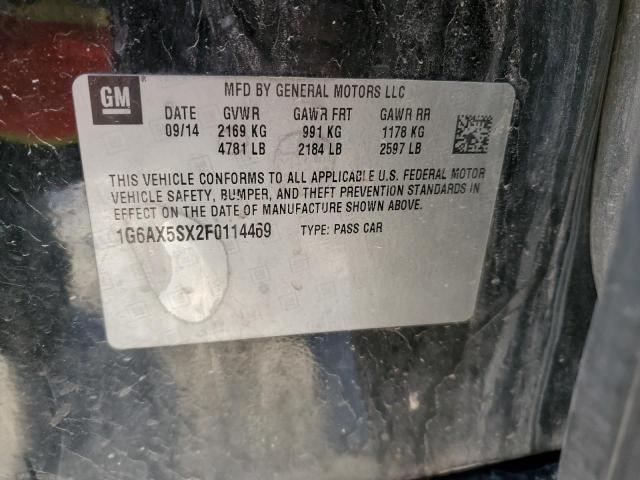 GM
MFD BY GENERAL MOTORS LLC
DATE GVWR GAWR FRT GAWR RR
09/14 2169 KG 991 KG 1178 KG
4781 LB 2184 LB 2597 LB
THIS VEHICLE CONFORMS TO ALL APPLICABLE U.S. FEDERAL MOTOR
VEHICLE SAFETY, BUMPER, AND THEFT PREVENTION STANDARDS IN
EFFECT ON THE DATE OF MANUFACTURE SHOWN ABOVE.
1G6AX5SX2F0114469 TYPE: PASS CAR